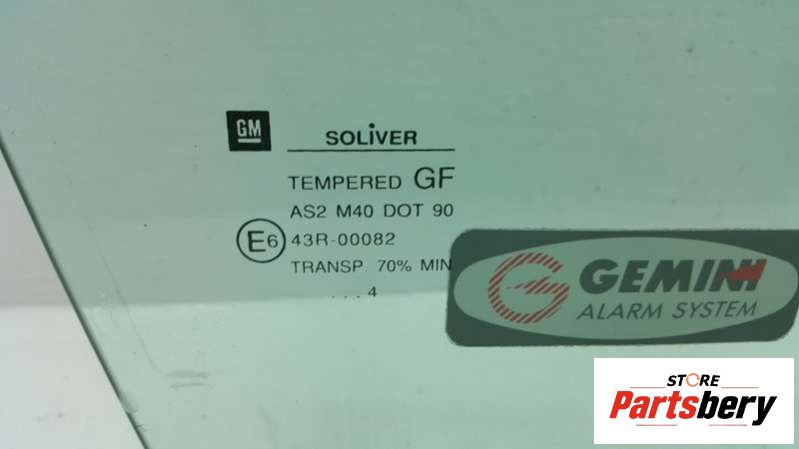 GM
SOLiVER
TEMPERED GF
AS2 M40 DOT 90
E6 43R-00082
TRANSP. 70% MIN
...4
G GEMINI
ALARM SYSTEM
STORE
Partsbery